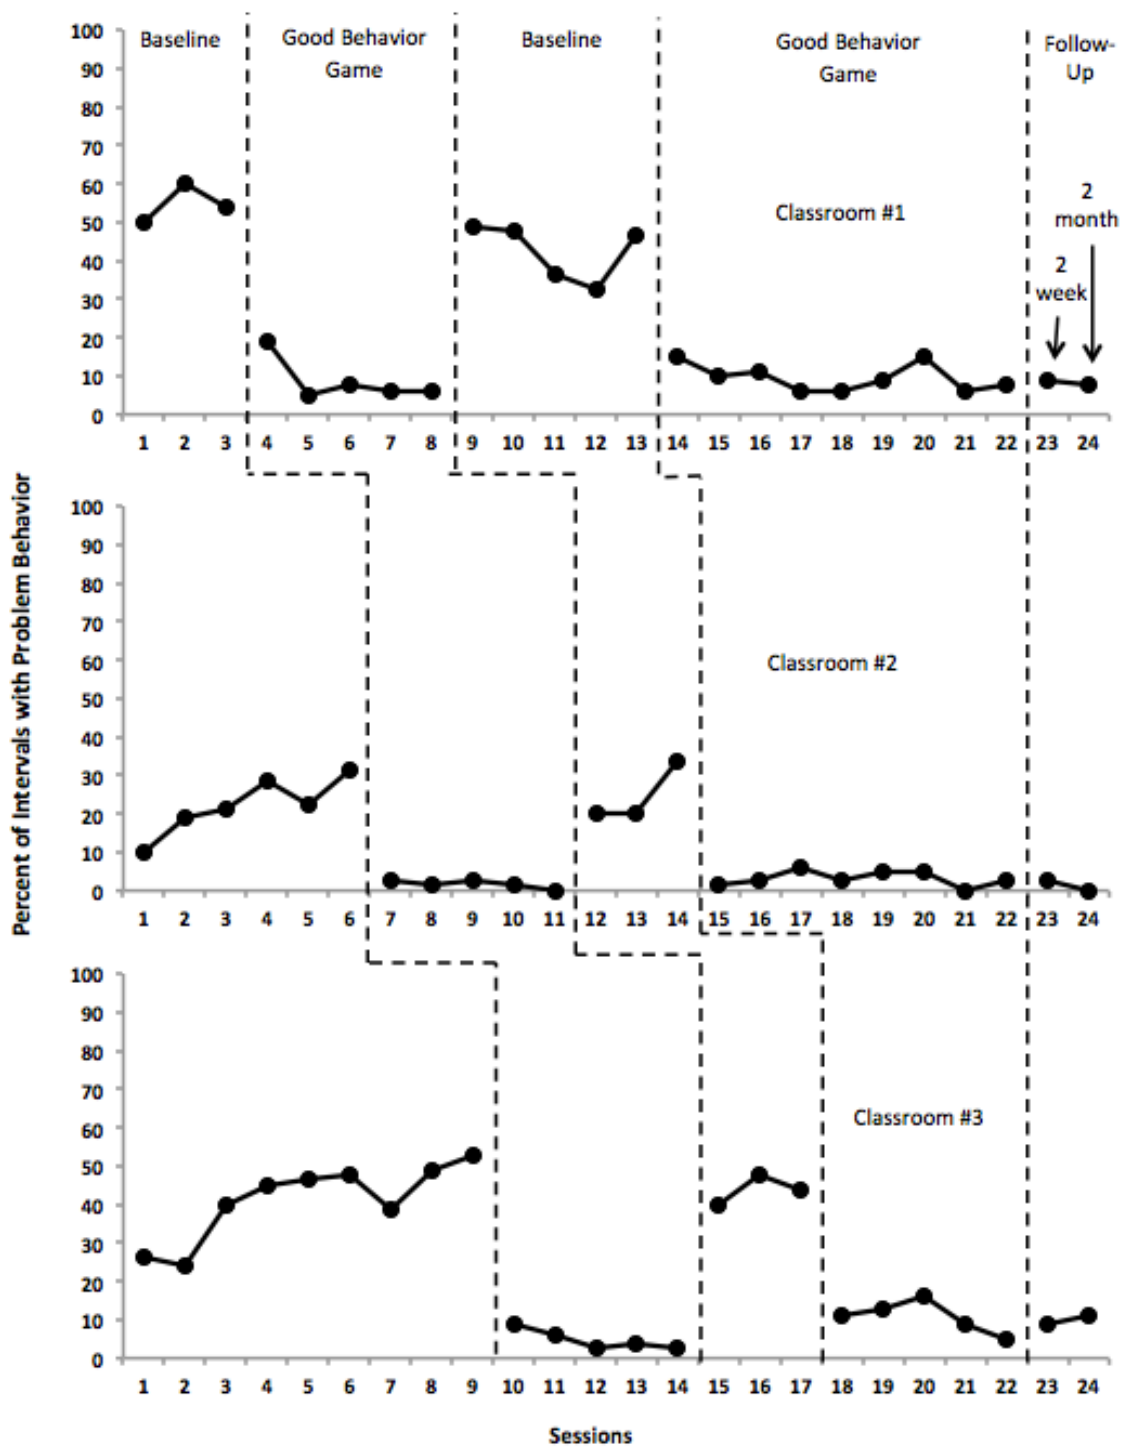 Baseline
Good Behavior
Game
Baseline
Good Behavior
Game
Follow-
Up
100
90
80
70
60
50
40
30
20
10
0
Classroom #1
2
month
2
week
1 2 3 4 5 6 7 8 9 10 11 12 13 14 15 16 17 18 19 20 21 22 23 24
Percent of Intervals with Problem Behavior
100
90
80
70
60
50
40
30
20
10
0
Classroom #2
1 2 3 4 5 6 7 8 9 10 11 12 13 14 15 16 17 18 19 20 21 22 23 24
100
90
80
70
60
50
40
30
20
10
0
Classroom #3
1 2 3 4 5 6 7 8 9 10 11 12 13 14 15 16 17 18 19 20 21 22 23 24
Sessions